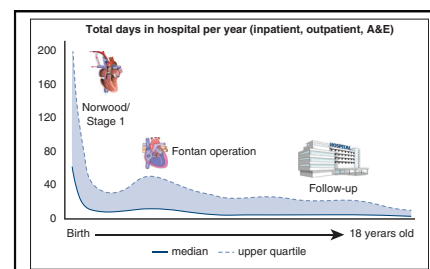 Total days in hospital per year (inpatient, outpatient, A&E)
200
160
120
80
40
0
Norwood/
Stage 1
Fontan operation
HOSPITAL
Follow-up
Birth
18 years old
median
upper quartile